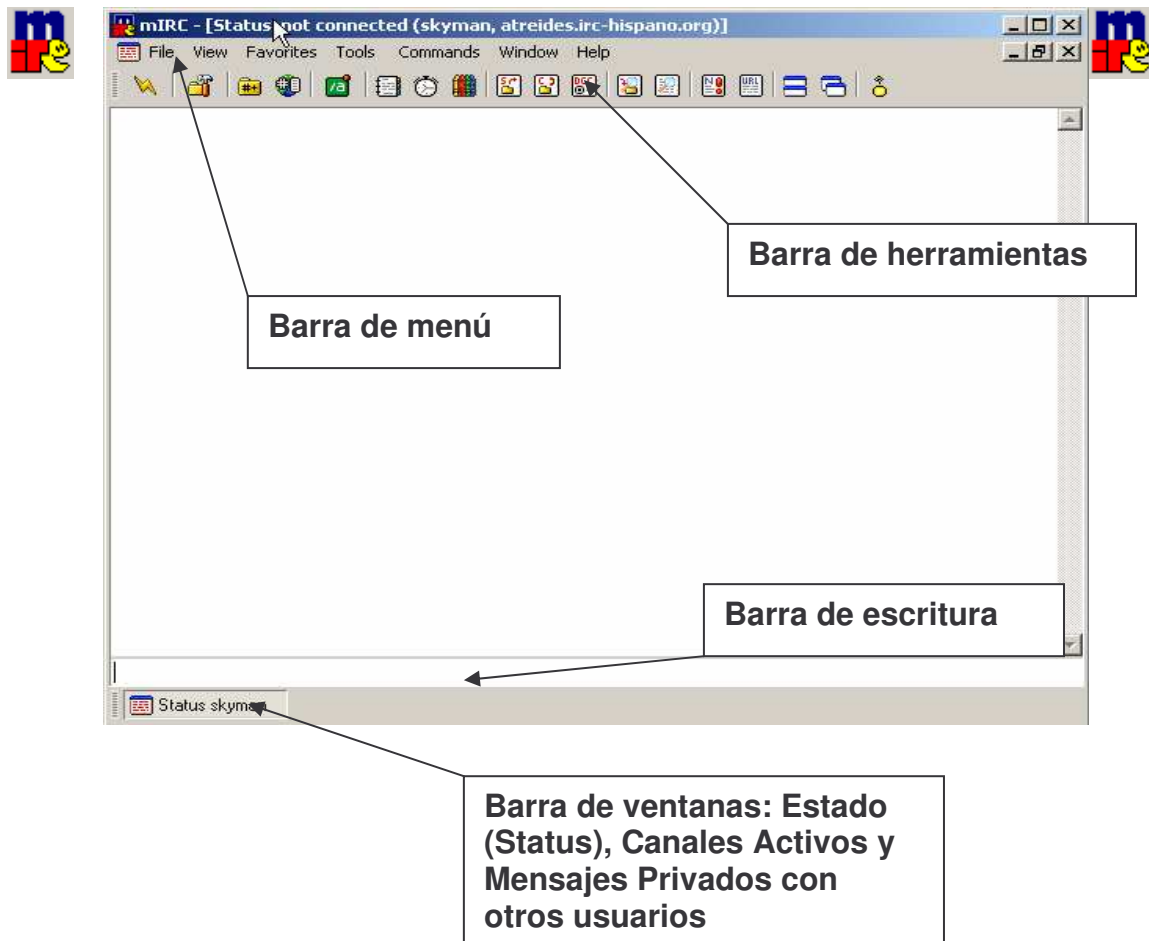 mIRC - [Status: not connected (skyman, atreides.irc-hispano.org)]
File View Favorites Tools Commands Window Help
Barra de herramientas
Barra de menú
Barra de escritura
Status skyman
Barra de ventanas: Estado
(Status), Canales Activos y
Mensajes Privados con
otros usuarios